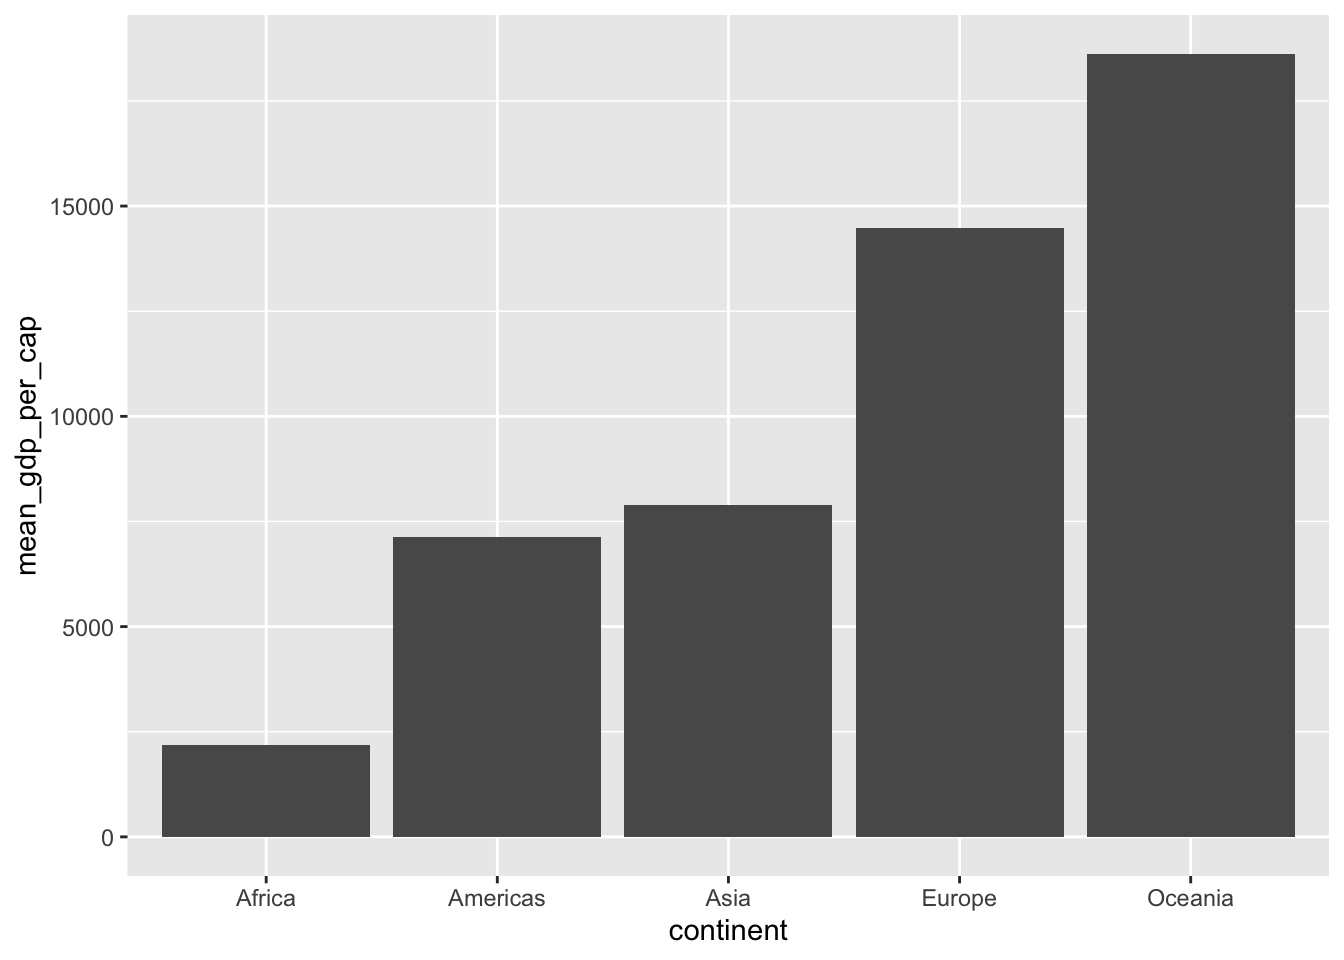 mean_gdp_per_cap
15000
10000
5000
0
Africa Americas Asia Europe Oceania
continent